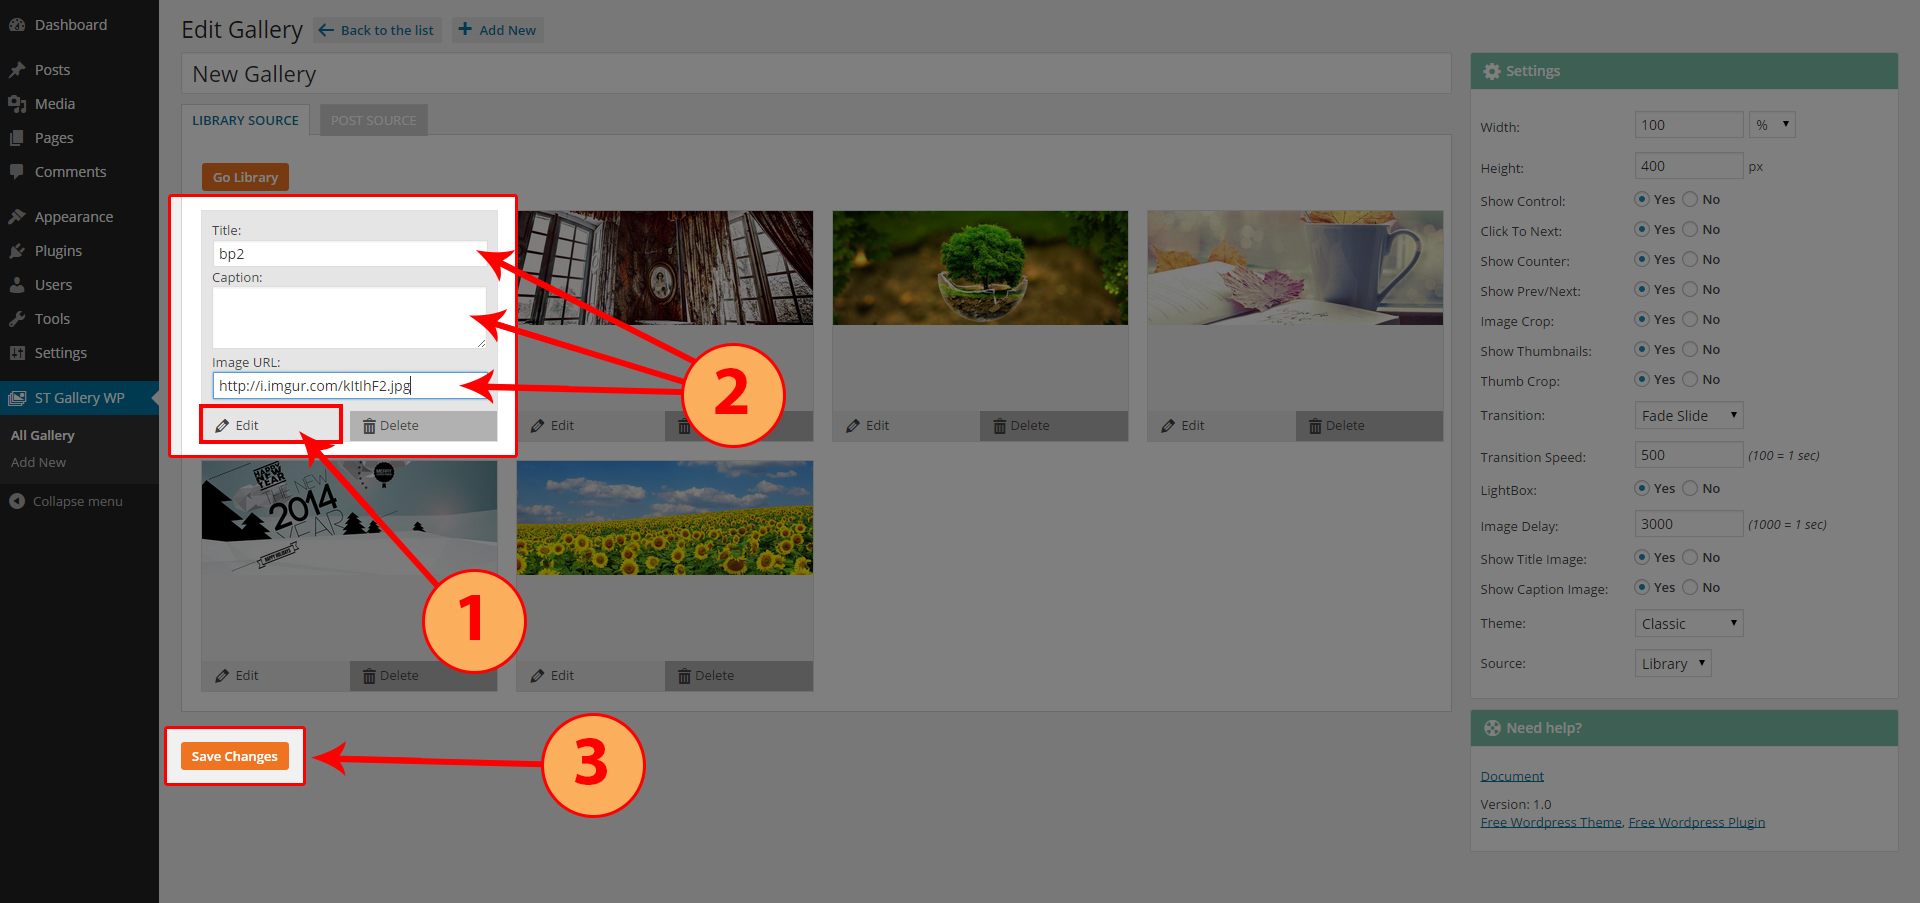 Dashboard
Posts
Media
Pages
Comments
Appearance
Plugins
Users
Tools
Settings
ST Gallery WP
All Gallery
Add New
Collapse menu
Edit Gallery
Back to the list
Add New
New Gallery
LIBRARY SOURCE
POST SOURCE
Go Library
Title:
bp2
Caption:
Image URL:
http://i.imgur.com/kItIhF2.jpg
Edit
Delete
Edit
Edit
Delete
Edit
Delete
HAPPY
NEW
YEAR
THE NEW
2014
YEAR
HAPPY HOLIDAYS
Edit
Delete
Edit
Delete
1
2
3
Save Changes
Settings
Width:
100
%
Height:
400
px
Show Control:
Yes
No
Click To Next:
Yes
No
Show Counter:
Yes
No
Show Prev/Next:
Yes
No
Image Crop:
Yes
No
Show Thumbnails:
Yes
No
Thumb Crop:
Yes
No
Transition:
Fade Slide
Transition Speed:
500
(100 = 1 sec)
LightBox:
Yes
No
Image Delay:
3000
(1000 = 1 sec)
Show Title Image:
Yes
No
Show Caption Image:
Yes
No
Theme:
Classic
Source:
Library
Need help?
Document
Version: 1.0
Free Wordpress Theme, Free Wordpress Plugin